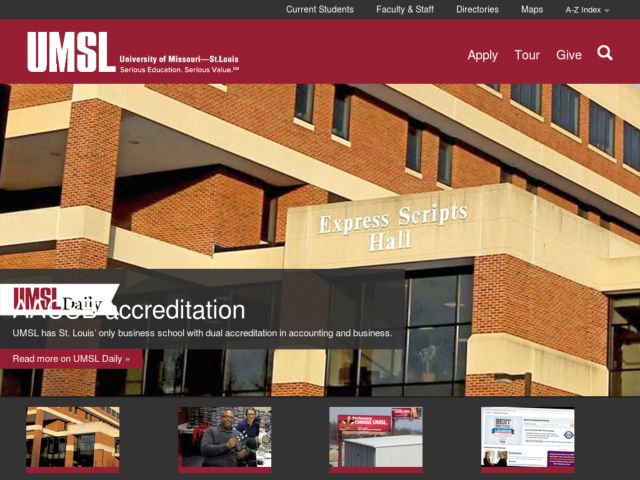 Current Students Faculty & Staff Directories Maps A-Z Index
UMSL University of Missouri—St.Louis
Serious Education. Serious Value.℠
Apply Tour Give
Express Scripts
Hall
UMSL Daily
accreditation
UMSL has St. Louis' only business school with dual accreditation in accounting and business.
Read more on UMSL Daily »
CHOOSE UMSL.
BEST